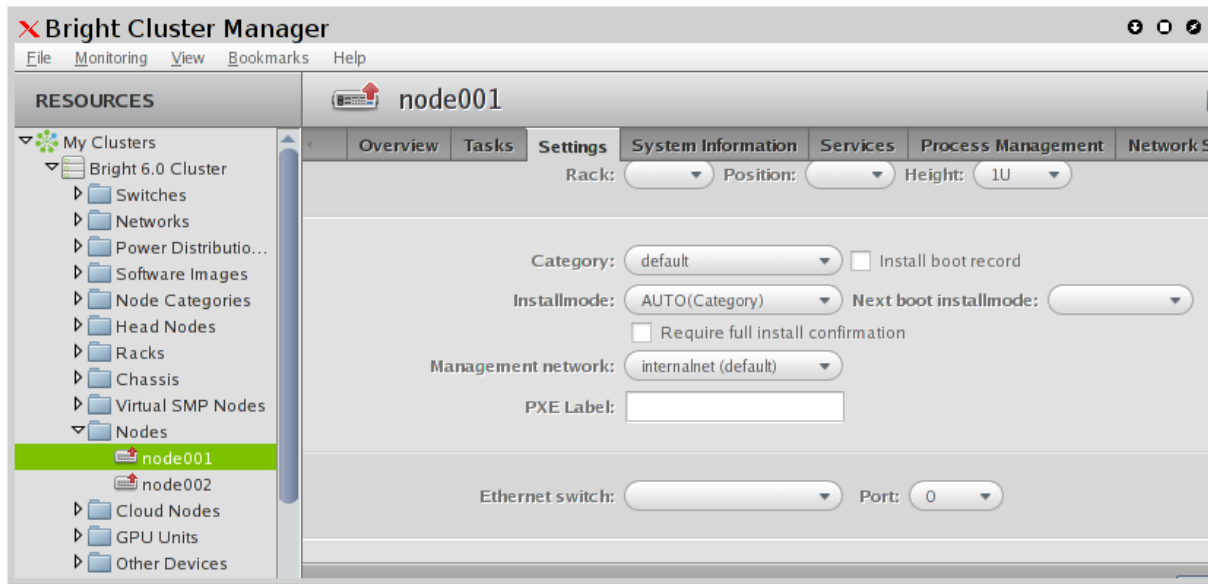 Bright Cluster Manager
File Monitoring View Bookmarks Help
RESOURCES
node001
My Clusters
Bright 6.0 Cluster
Switches
Networks
Power Distributio...
Software Images
Node Categories
Head Nodes
Racks
Chassis
Virtual SMP Nodes
Nodes
node001
node002
Cloud Nodes
GPU Units
Other Devices
Overview Tasks Settings System Information Services Process Management Network S
Rack: Position: Height: 1U
Category: default Install boot record
Installmode: AUTO(Category) Next boot installmode:
Require full install confirmation
Management network: internalnet (default)
PXE Label:
Ethernet switch: Port: 0